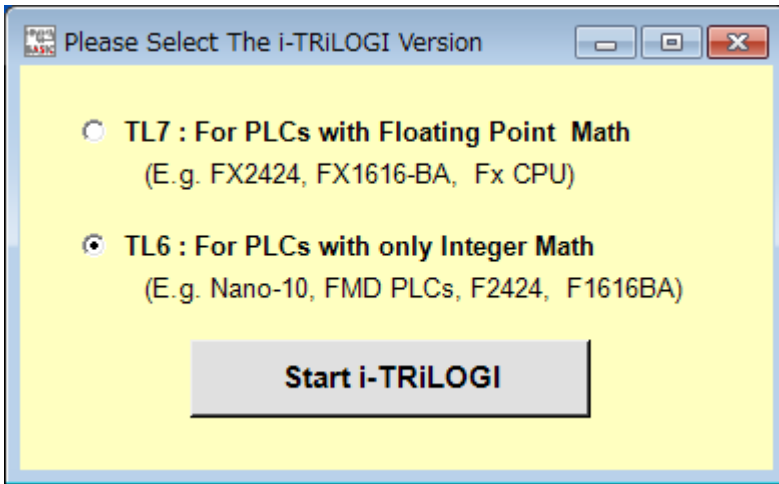 Please Select The i-TRiLOGI Version
TL7 : For PLCs with Floating Point Math
(E.g. FX2424, FX1616-BA, Fx CPU)
TL6 : For PLCs with only Integer Math
(E.g. Nano-10, FMD PLCs, F2424, F1616BA)
Start i-TRiLOGI